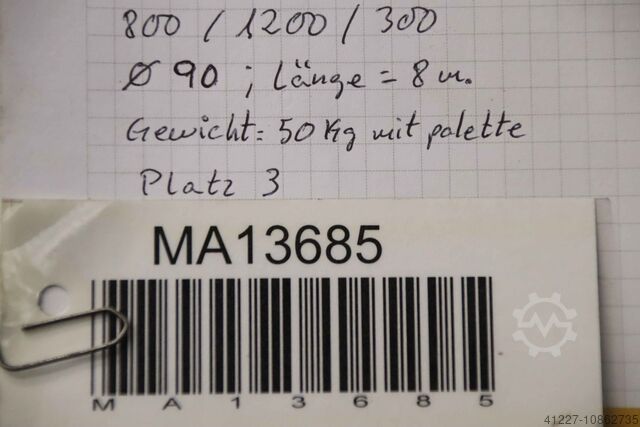 800 / 1200 / 300
Ø 90 ; Länge = 8 m.
Gewicht: 50 Kg mit palette
Platz 3
MA13685
M A 1 3 6 8 5
41227-10862735